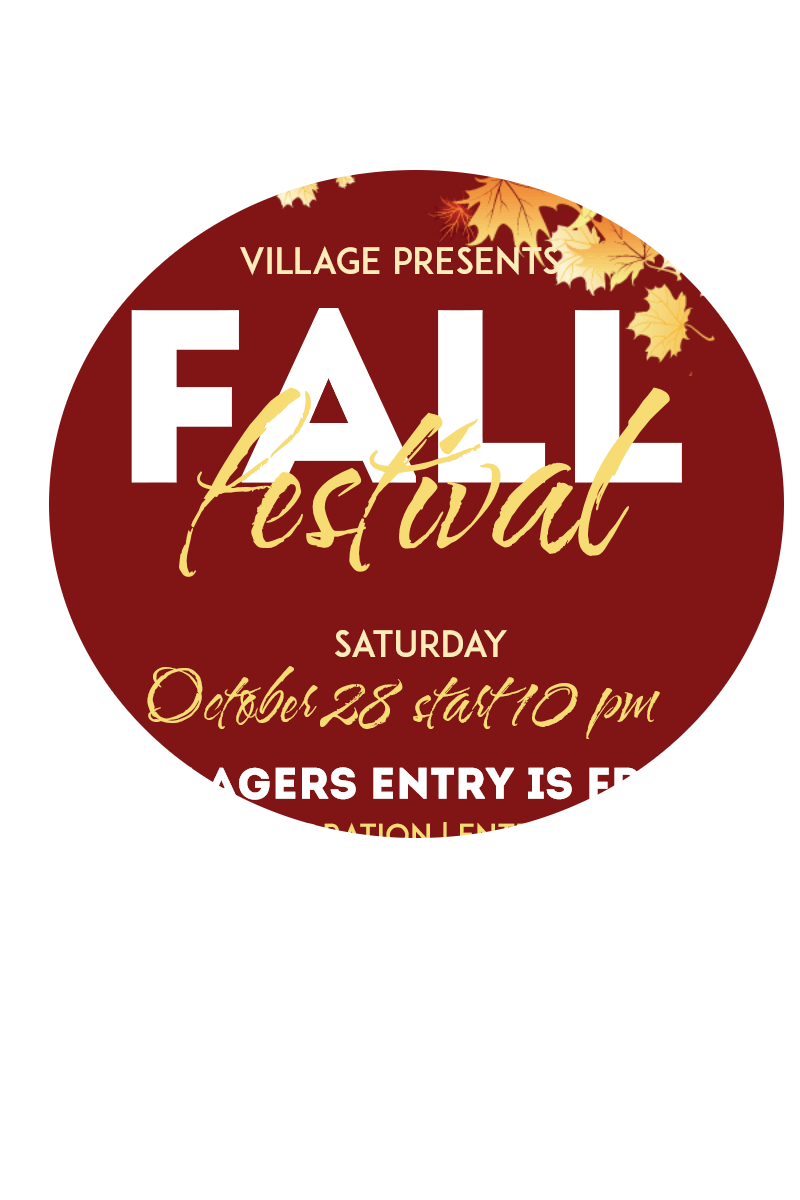 VILLAGE PRESENTS
FALL
festival
SATURDAY
October 28 start 10 pm
ENTRY IS